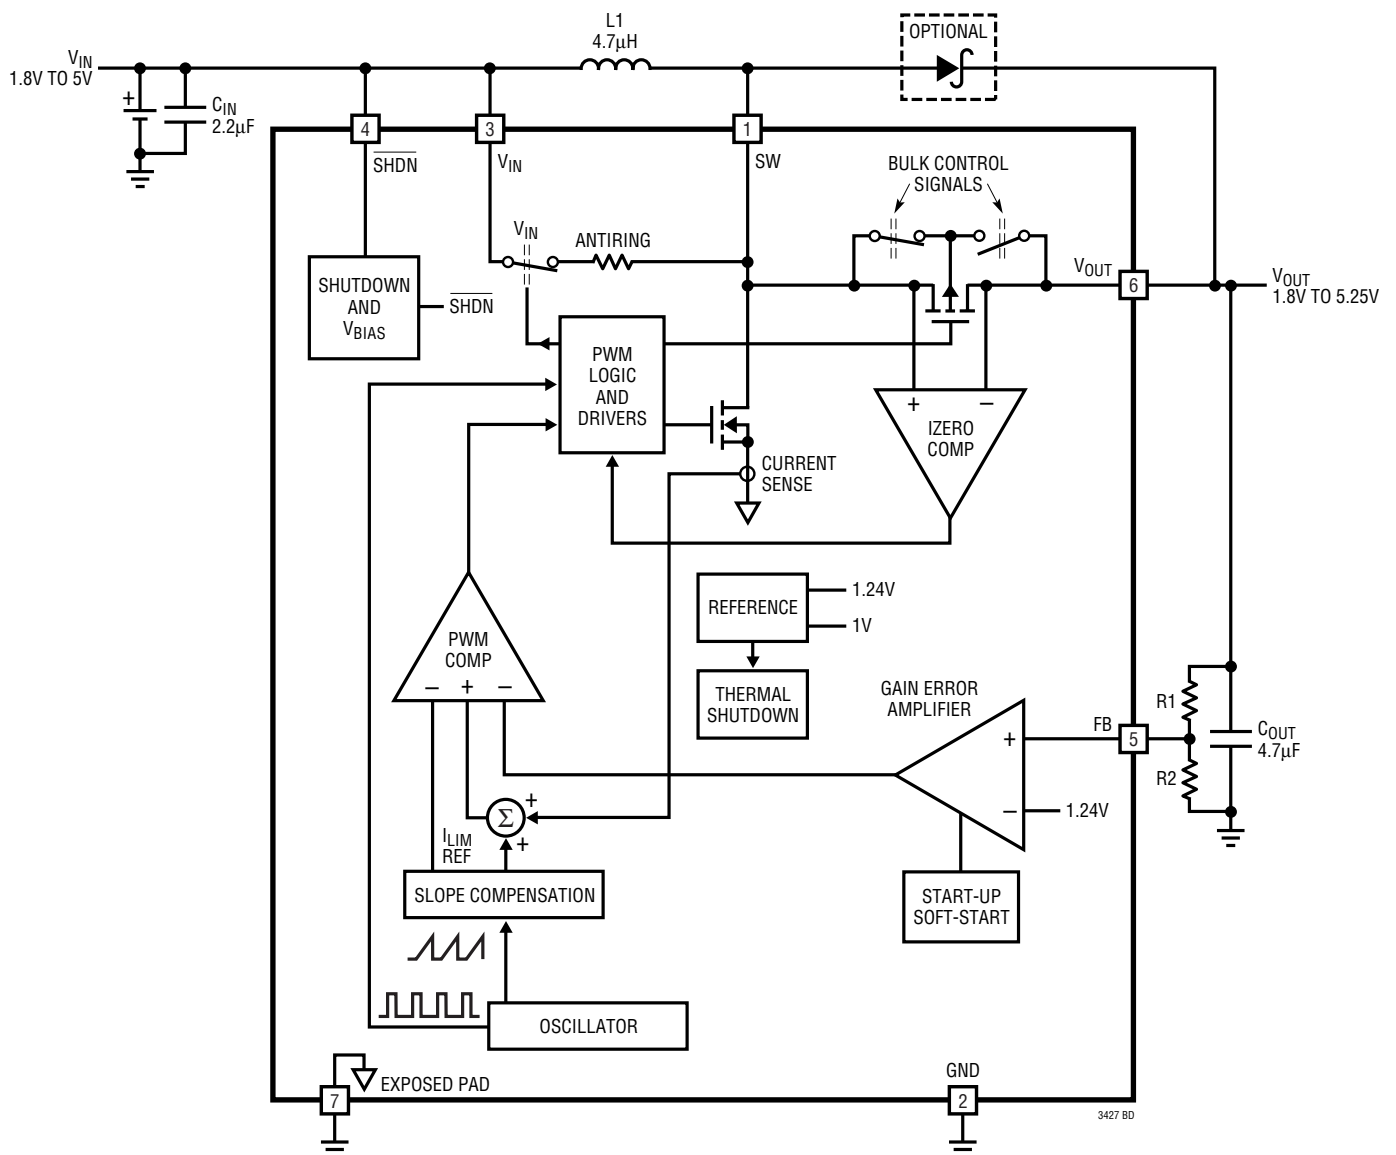 L1
4.7µH
OPTIONAL
VIN
1.8V TO 5V
+
CIN
2.2µF
4
3
1
SHDN
VIN
SW
BULK CONTROL
SIGNALS
VIN
ANTIRING
VOUT
6
VOUT
1.8V TO 5.25V
SHUTDOWN
AND
VBIAS
SHDN
PWM
LOGIC
AND
DRIVERS
+ –
IZERO
COMP
CURRENT
SENSE
REFERENCE
1.24V
1V
PWM
COMP
– + –
THERMAL
SHUTDOWN
GAIN ERROR
AMPLIFIER
FB
5
+
–
1.24V
R1
R2
COUT
4.7µF
Σ
+
+
ILIM
REF
SLOPE COMPENSATION
START-UP
SOFT-START
OSCILLATOR
EXPOSED PAD
7
GND
2
3427 BD